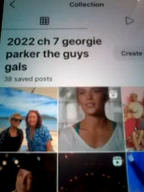 Collection
2022 ch 7 georgie
parker the guys
gals
Create
38 saved posts